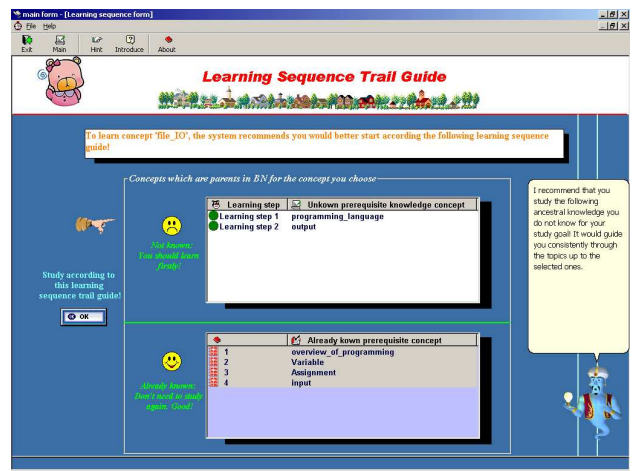 main form - [Learning sequence form]
File Help
Exit Main Hint Introduce About
Learning Sequence Trail Guide
To learn concept 'file_IO', the system recommends you would better start according the following learning sequence
guide!
Concepts which are parents in BN for the concept you choose
Learning step Unkown prerequisite knowledge concept
Learning step 1 programming_language
Learning step 2 output
Not known:
You should learn
firstly!
Study according to
this learning
sequence trail guide!
OK
Already kown prerequisite concept
1 overview_of_programming
2 Variable
3 Assignment
4 input
Already known:
Don't need to study
again. Good!
I recommend that you
study the following
ancestral knowledge you
do not know for your
study goal! It would guide
you consistently through
the topics up to the
selected ones.